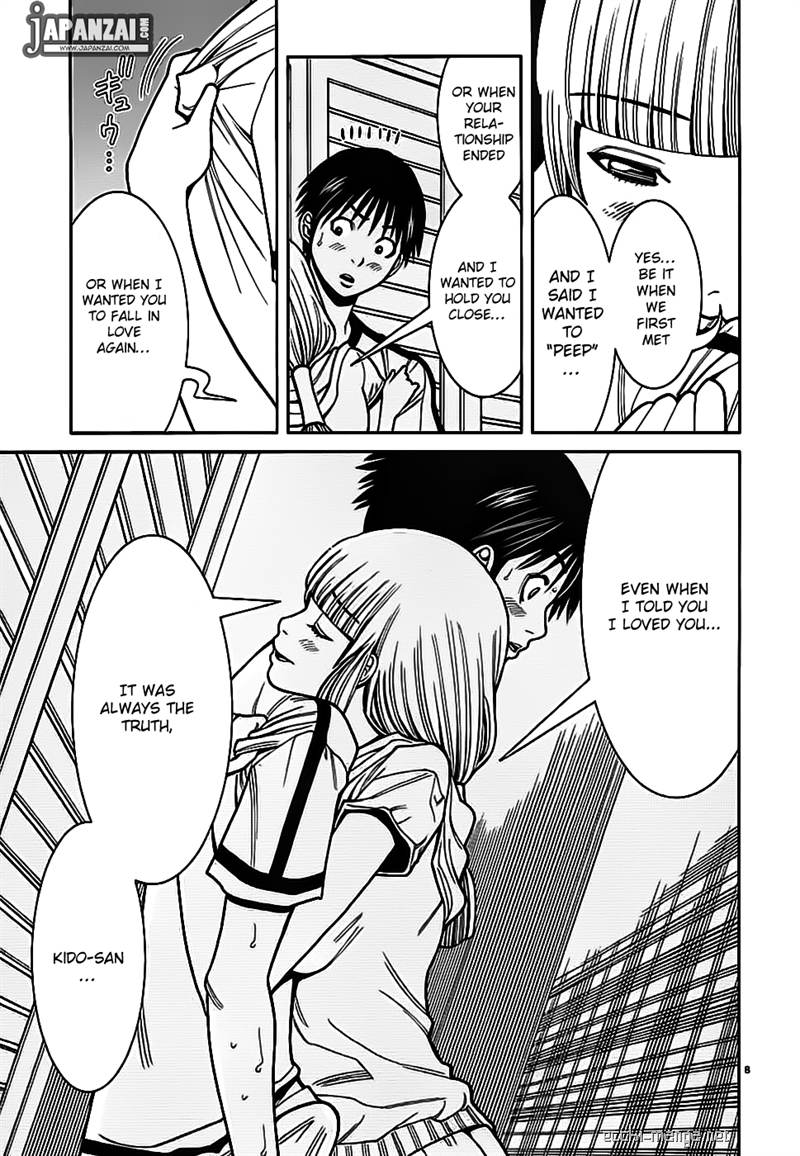 JAPANZAI.COM
WWW.JAPANZAI.COM
YES...
BE IT
WHEN
WE
FIRST
MET
AND I
SAID I
WANTED
TO
"PEEP"
...
OR WHEN
YOUR
RELA-
TIONSHIP
ENDED
AND I
WANTED TO
HOLD YOU
CLOSE...
ギュゥ...
OR WHEN I
WANTED YOU
TO FALL IN
LOVE
AGAIN...
EVEN WHEN
I TOLD YOU
I LOVED YOU...
IT WAS
ALWAYS THE
TRUTH,
KIDO-SAN
...
8